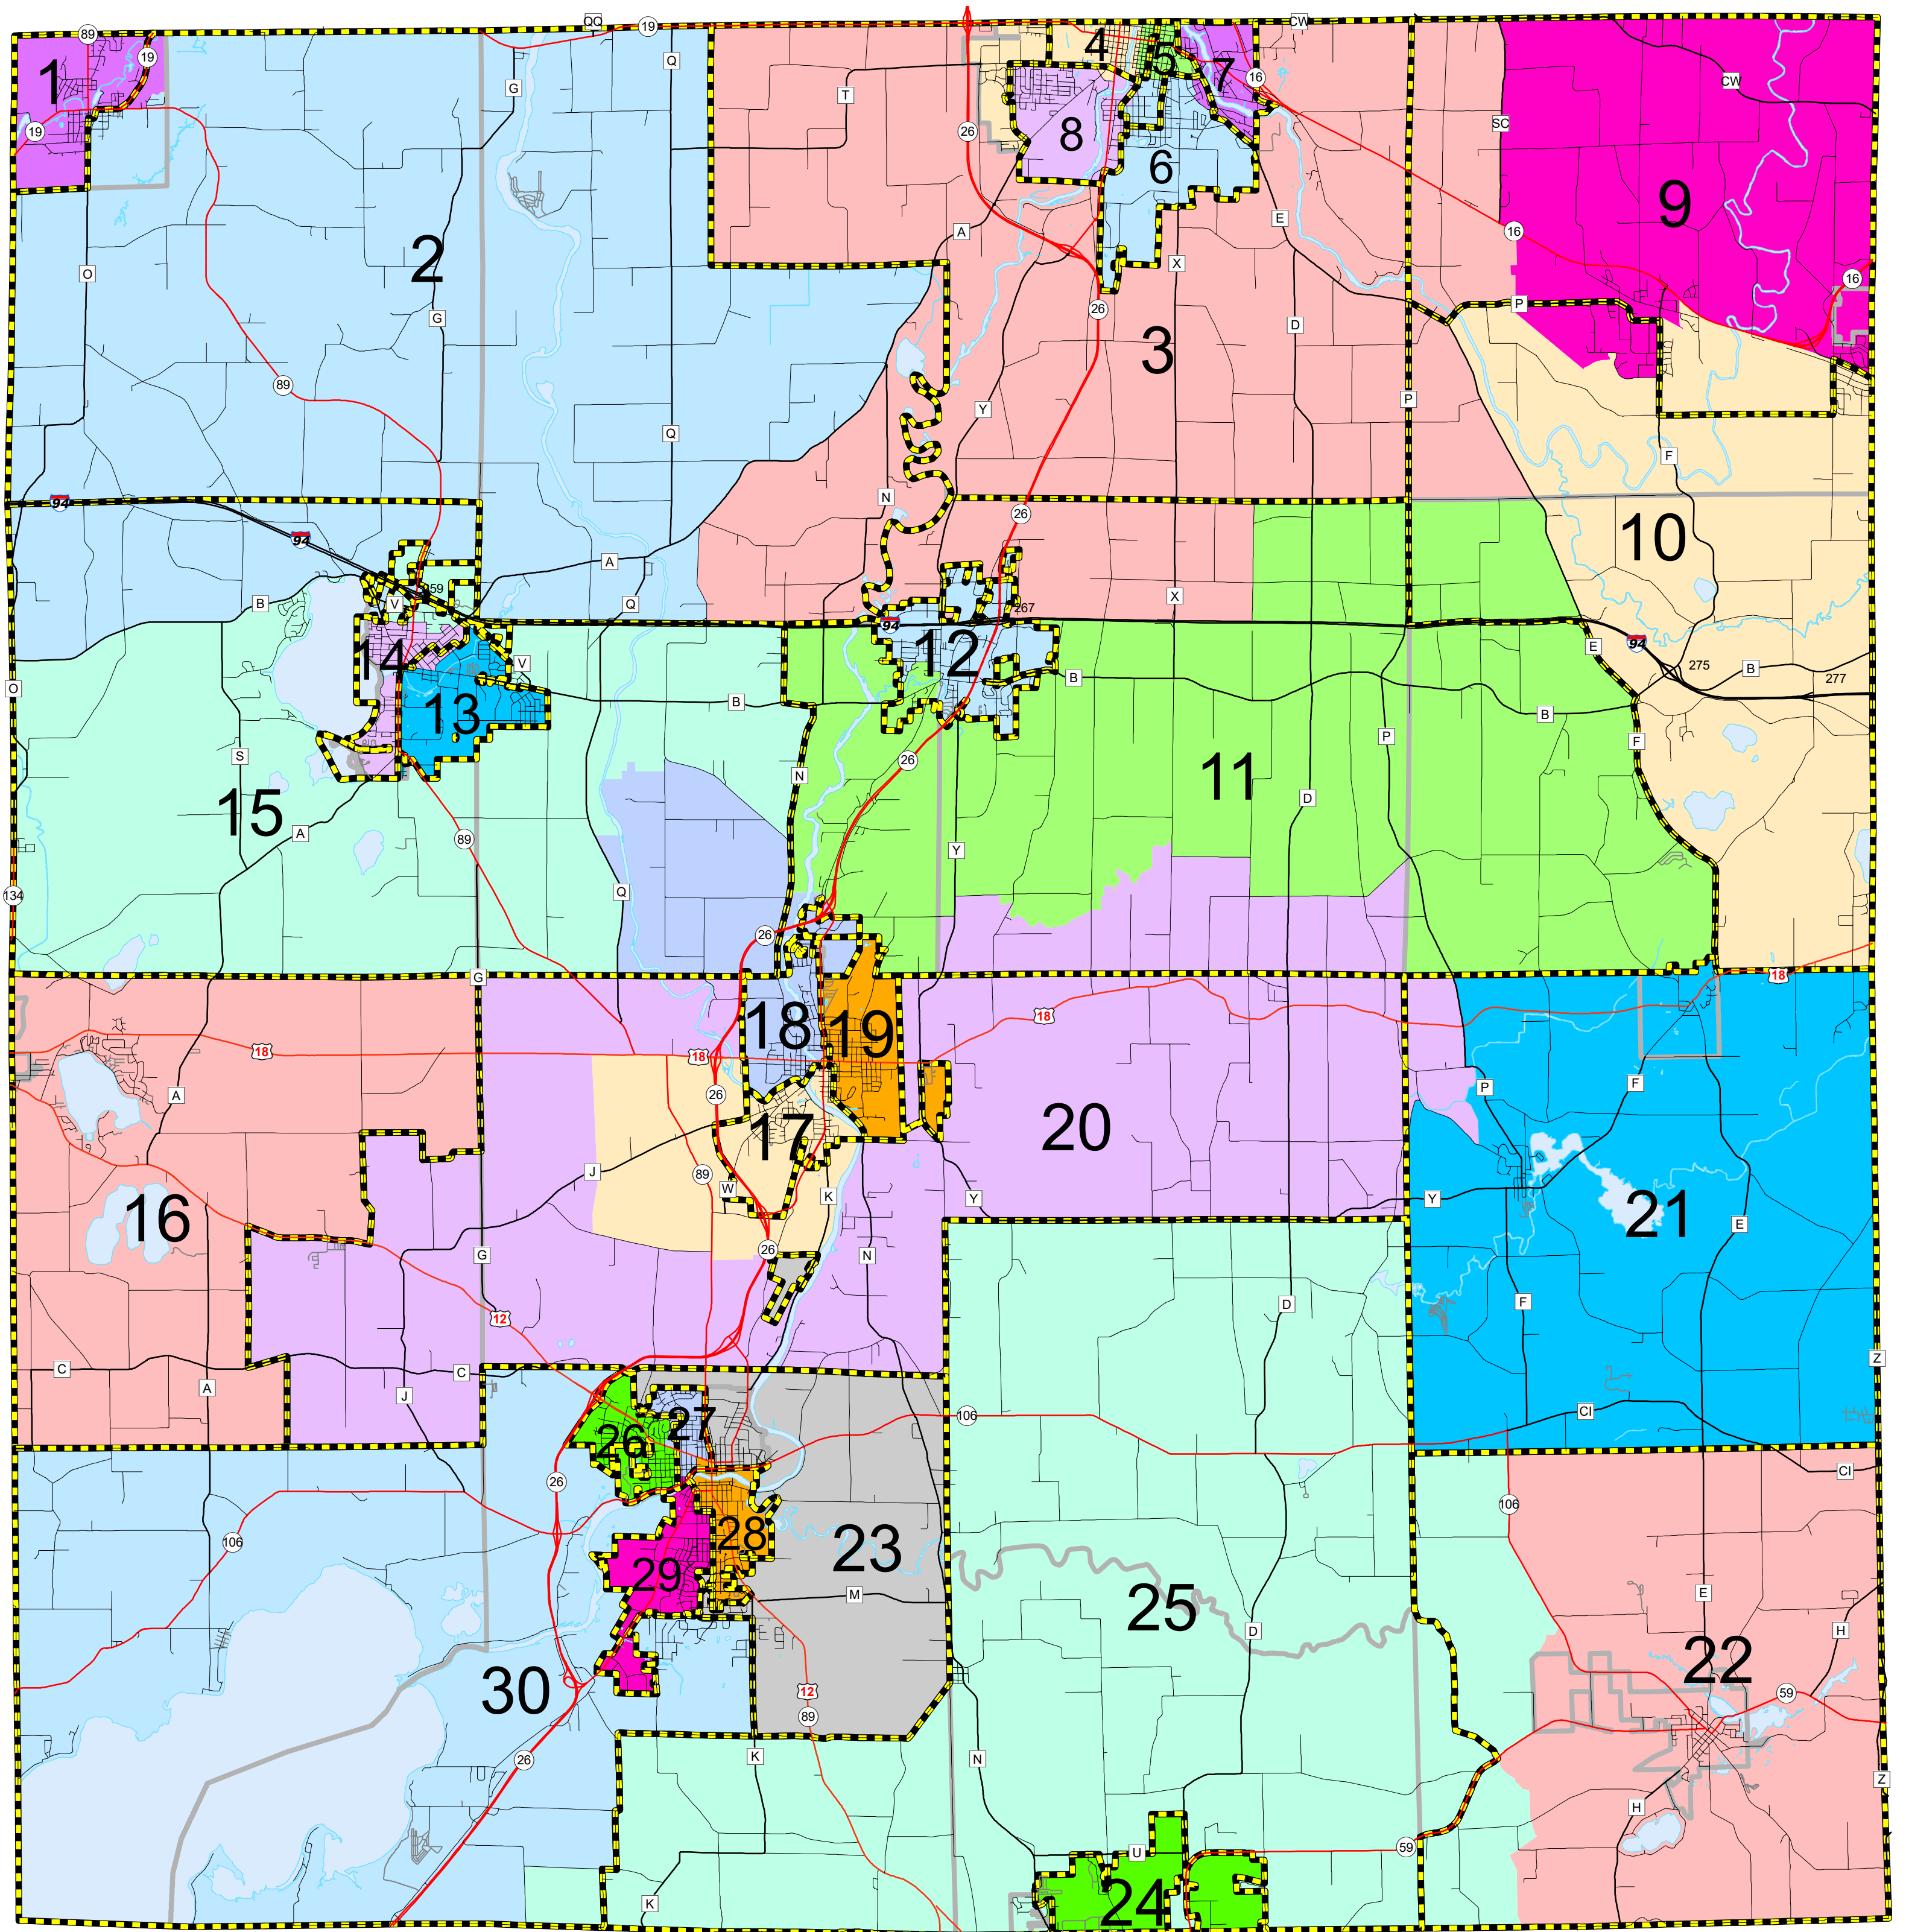 QQ 19 CW
89 19 4 5 7 CW
1 Q G T 16
19 26 8 6 SC 9
2 O G A X E 16 16
26 P
89 3 D
Y P
Q N F
94 26 10
94 A
B V 259 Q X 267
94 12 E 94
14 V 275 B 277
O 13 B B B
S P F
15 26 11
N D
A 89 Y
134 Q
26
G 18
18 19 18
18 18 26
A P F
17 20
J 89 W K Y Y
16 21 E
G 26 N
12 D F
C C Z
A J
106 CI
27
26 CI
26 106
106 28 23
29 M E
25 D H
30 22
12 59
89
26 K N Z
H
59
U
K 24